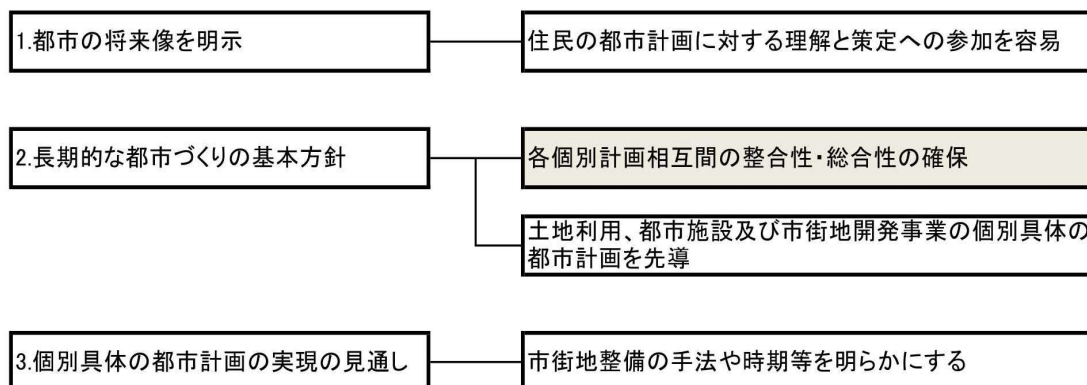 1.都市の将来像を明示
住民の都市計画に対する理解と策定への参加を容易
2.長期的な都市づくりの基本方針
各個別計画相互間の整合性・総合性の確保
土地利用、都市施設及び市街地開発事業の個別具体の
都市計画を先導
3.個別具体の都市計画の実現の見通し
市街地整備の手法や時期等を明らかにする